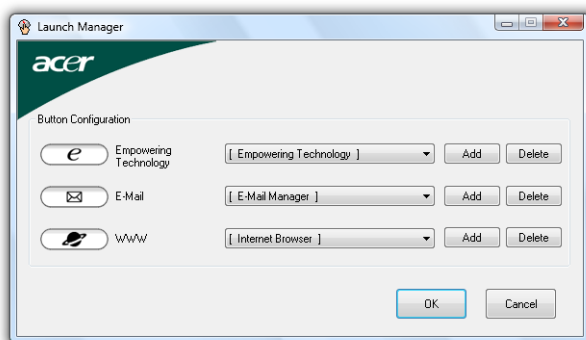 Launch Manager
acer
Button Configuration
e
Empowering
Technology
[ Empowering Technology ]
Add
Delete
E-Mail
[ E-Mail Manager ]
Add
Delete
WWW
[ Internet Browser ]
Add
Delete
OK
Cancel